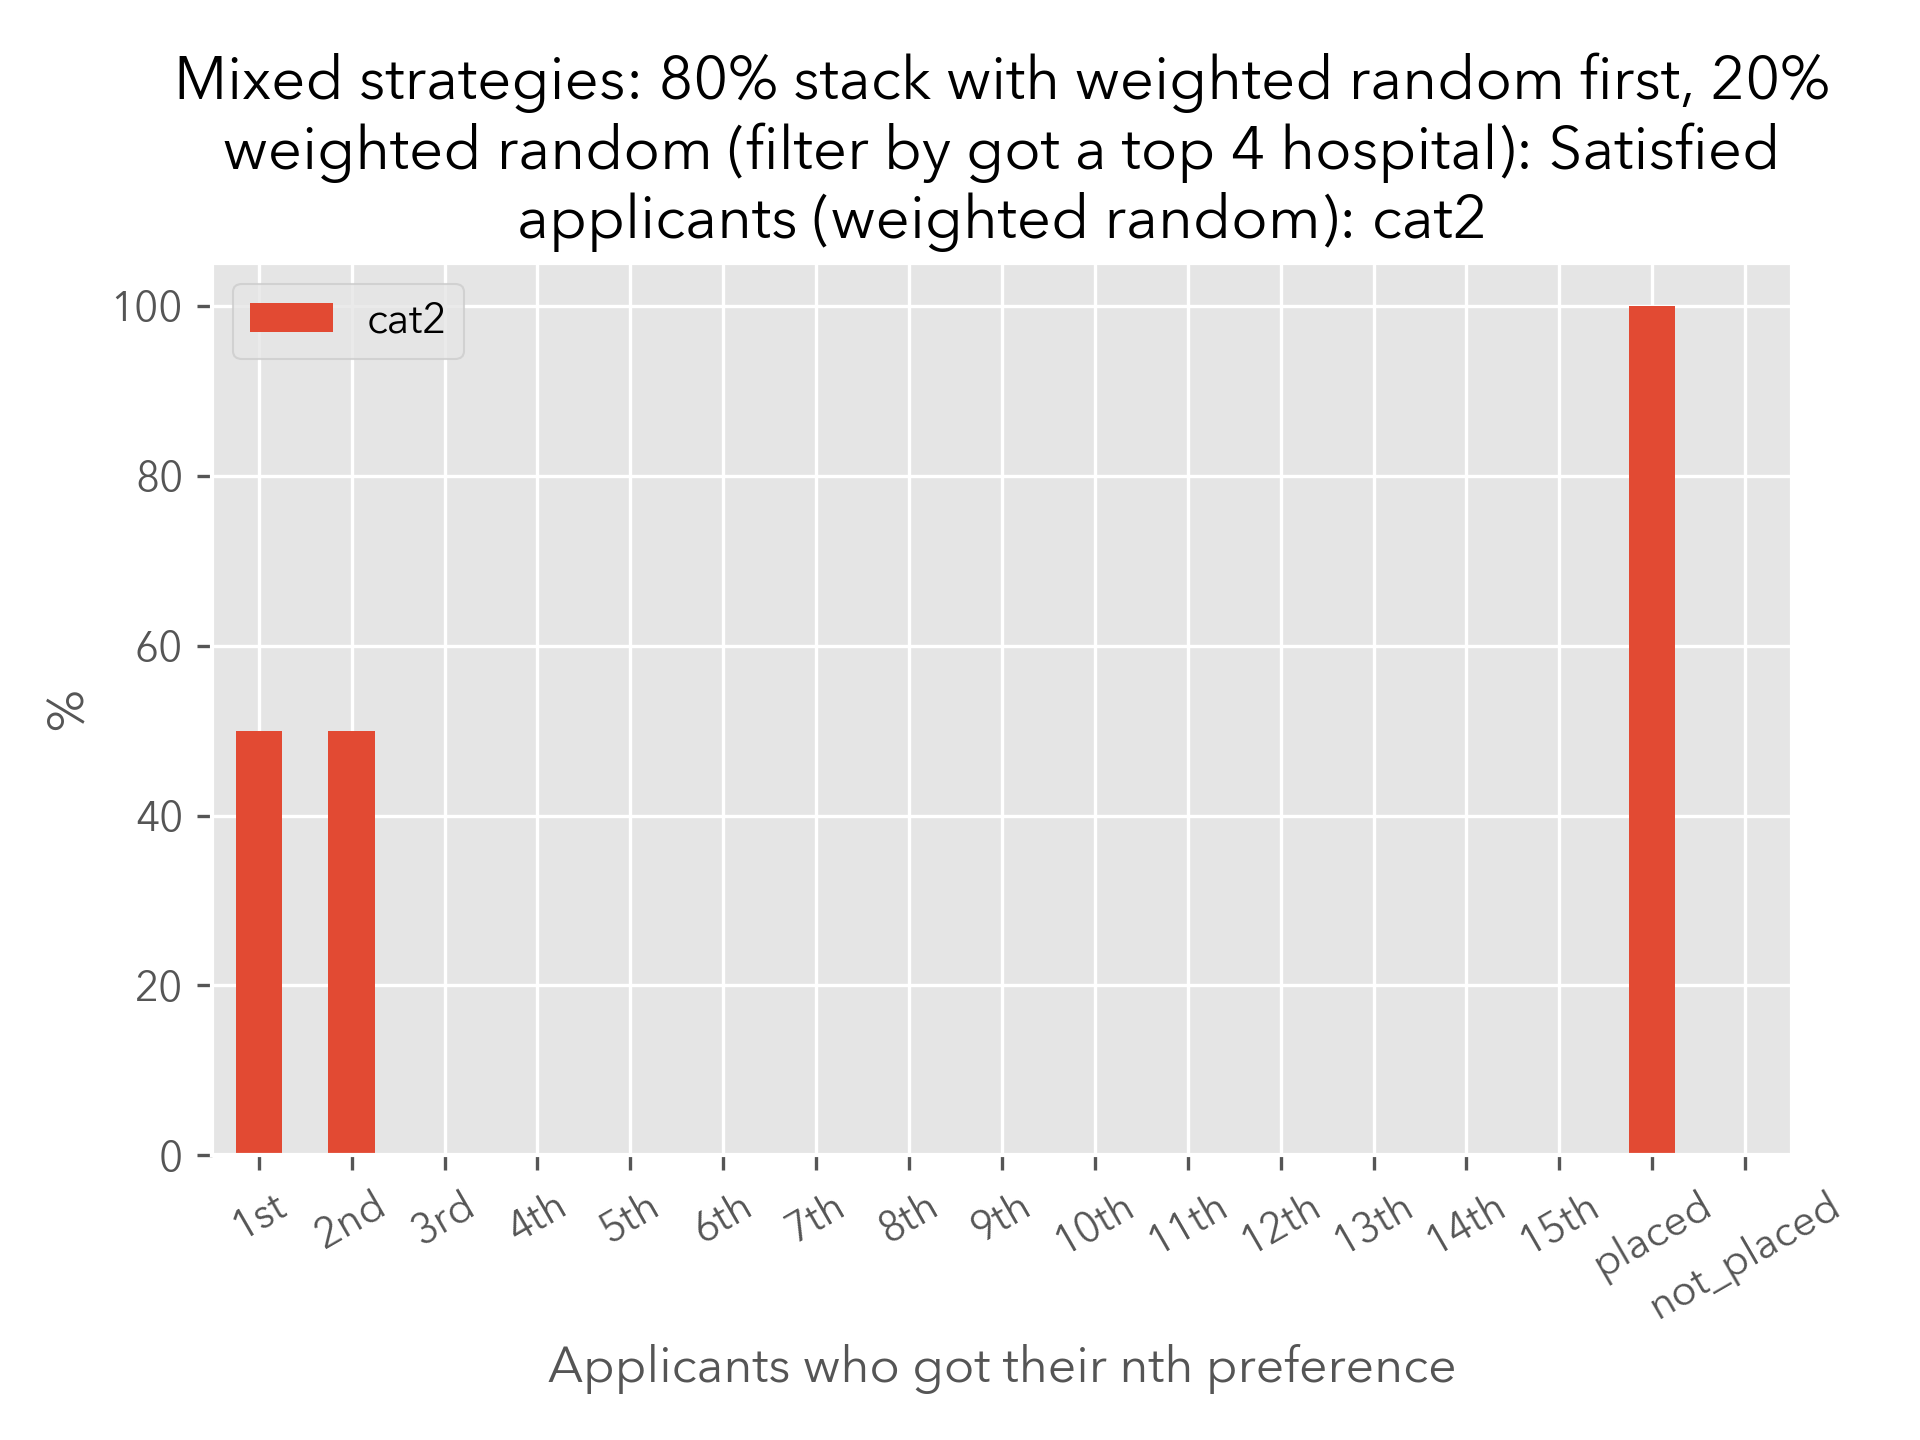 Mixed strategies: 80% stack with weighted random first, 20%
weighted random (filter by got a top 4 hospital): Satisfied
applicants (weighted random): cat2
cat2
100
80
60
40
20
0
%
1st
2nd
3rd
4th
5th
6th
7th
8th
9th
10th
11th
12th
13th
14th
15th
placed
not_placed
Applicants who got their nth preference